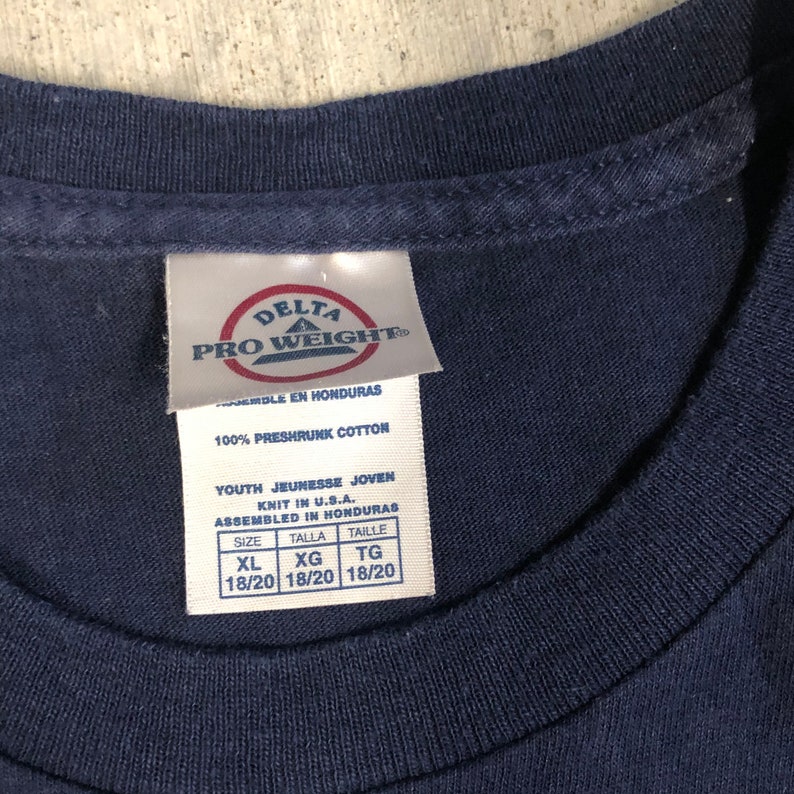 DELTA
PRO WEIGHT®
ASSEMBLE EN HONDURAS
100% PRESHRUNK COTTON
YOUTH JEUNESSE JOVEN
KNIT IN U.S.A.
ASSEMBLED IN HONDURAS
SIZE TALLA TAILLE
XL XG TG
18/20 18/20 18/20